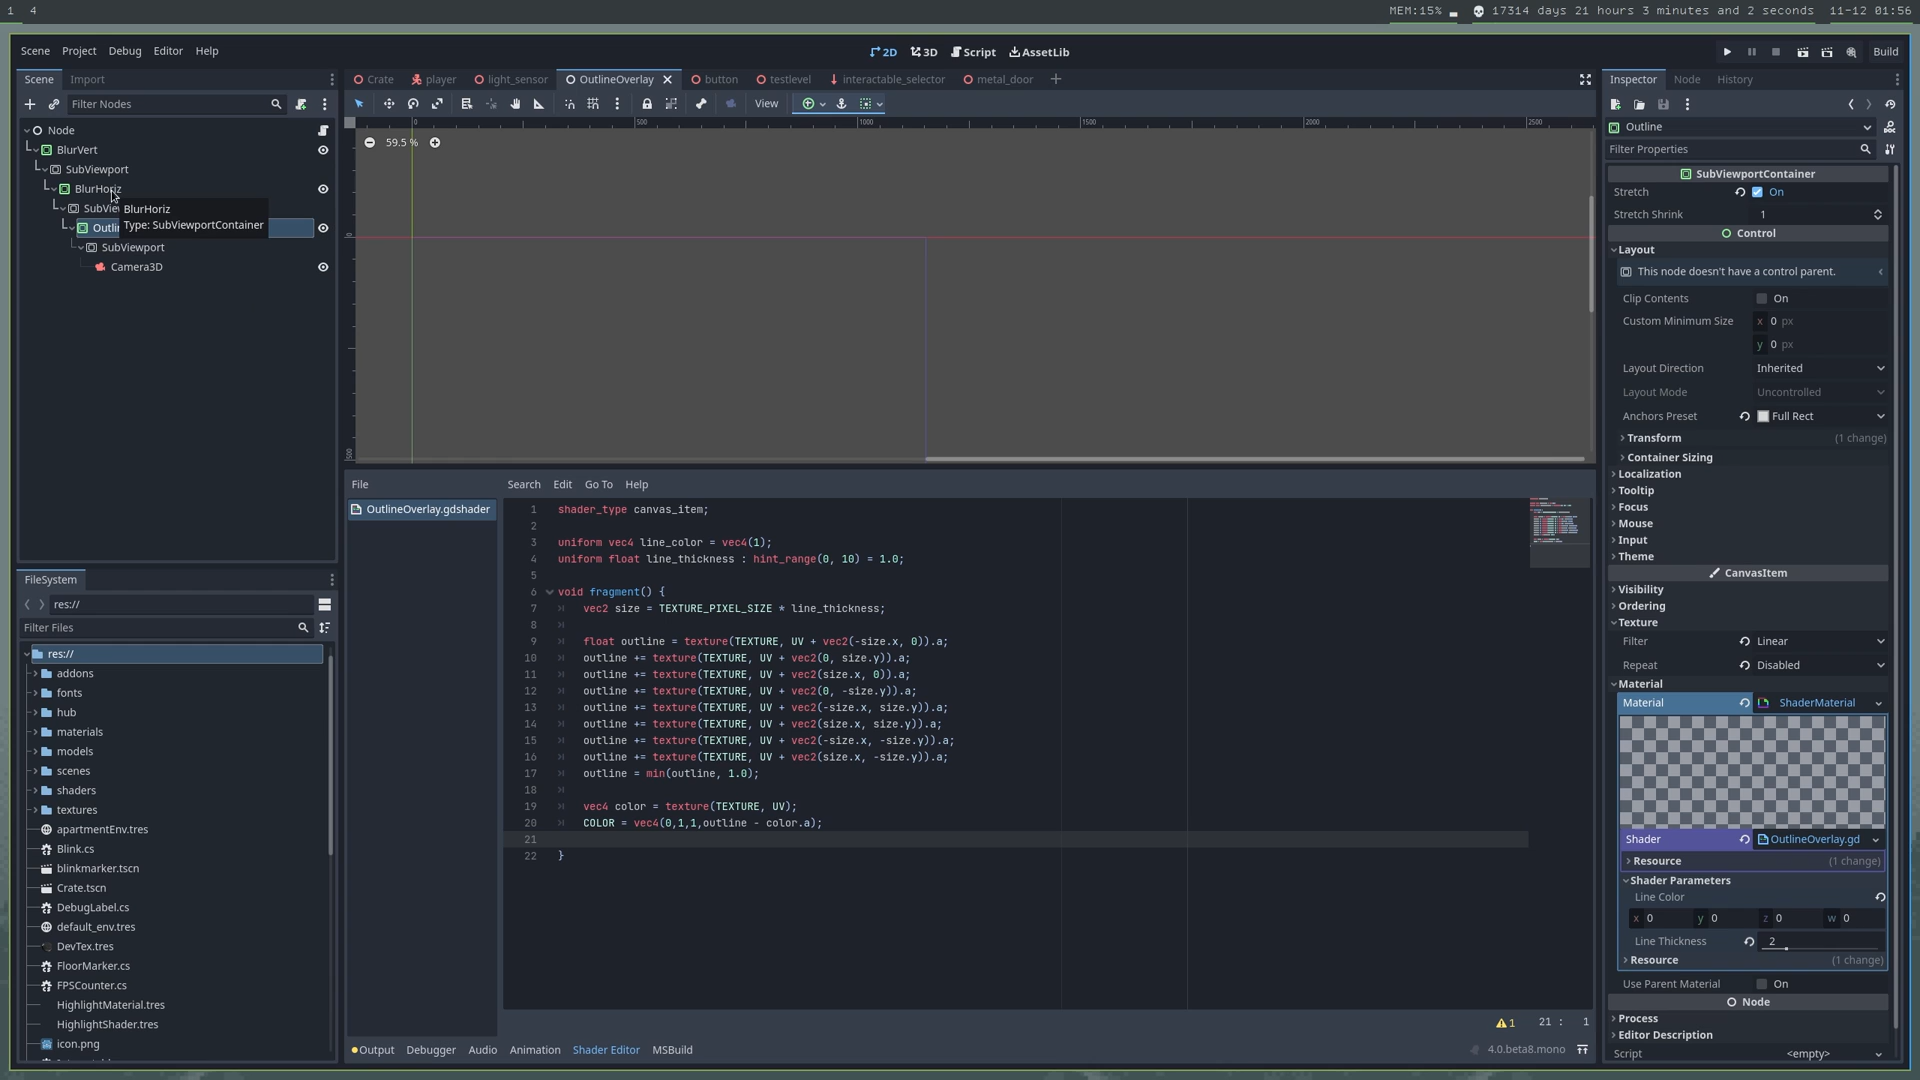 1 4 MEM:15% 17314 days 21 hours 3 minutes and 2 seconds 11-12 01:56
Scene Project Debug Editor Help 2D 3D Script AssetLib Build
Scene Import
Filter Nodes
Node
BlurVert
SubViewport
BlurHoriz
SubVie
BlurHoriz
Type: SubViewportContainer
Outli
SubViewport
Camera3D
Crate player light_sensor OutlineOverlay button testlevel interactable_selector metal_door
View
0 500 1000 1500 2000 2500
59.5 %
0
500
FileSystem
res://
Filter Files
res://
addons
fonts
hub
materials
models
scenes
shaders
textures
apartmentEnv.tres
Blink.cs
blinkmarker.tscn
Crate.tscn
DebugLabel.cs
default_env.tres
DevTex.tres
FloorMarker.cs
FPSCounter.cs
HighlightMaterial.tres
HighlightShader.tres
icon.png
File Search Edit Go To Help
OutlineOverlay.gdshader
1 shader_type canvas_item;
2
3 uniform vec4 line_color = vec4(1);
4 uniform float line_thickness : hint_range(0, 10) = 1.0;
5
6 void fragment() {
7 vec2 size = TEXTURE_PIXEL_SIZE * line_thickness;
8
9 float outline = texture(TEXTURE, UV + vec2(-size.x, 0)).a;
10 outline += texture(TEXTURE, UV + vec2(0, size.y)).a;
11 outline += texture(TEXTURE, UV + vec2(size.x, 0)).a;
12 outline += texture(TEXTURE, UV + vec2(0, -size.y)).a;
13 outline += texture(TEXTURE, UV + vec2(-size.x, size.y)).a;
14 outline += texture(TEXTURE, UV + vec2(size.x, size.y)).a;
15 outline += texture(TEXTURE, UV + vec2(-size.x, -size.y)).a;
16 outline += texture(TEXTURE, UV + vec2(size.x, -size.y)).a;
17 outline = min(outline, 1.0);
18
19 vec4 color = texture(TEXTURE, UV);
20 COLOR = vec4(0,1,1,outline - color.a);
21
22 }
1 21 : 1
Output Debugger Audio Animation Shader Editor MSBuild 4.0.beta8.mono
Inspector Node History
Outline
Filter Properties
SubViewportContainer
Stretch On
Stretch Shrink 1
Control
Layout
This node doesn't have a control parent.
Clip Contents On
Custom Minimum Size x 0 px
y 0 px
Layout Direction Inherited
Layout Mode Uncontrolled
Anchors Preset Full Rect
Transform (1 change)
Container Sizing
Localization
Tooltip
Focus
Mouse
Input
Theme
CanvasItem
Visibility
Ordering
Texture
Filter Linear
Repeat Disabled
Material
Material ShaderMaterial
Shader OutlineOverlay.gd
Resource (1 change)
Shader Parameters
Line Color
x 0 y 0 z 0 w 0
Line Thickness 2
Resource (1 change)
Use Parent Material On
Node
Process
Editor Description
Script <empty>